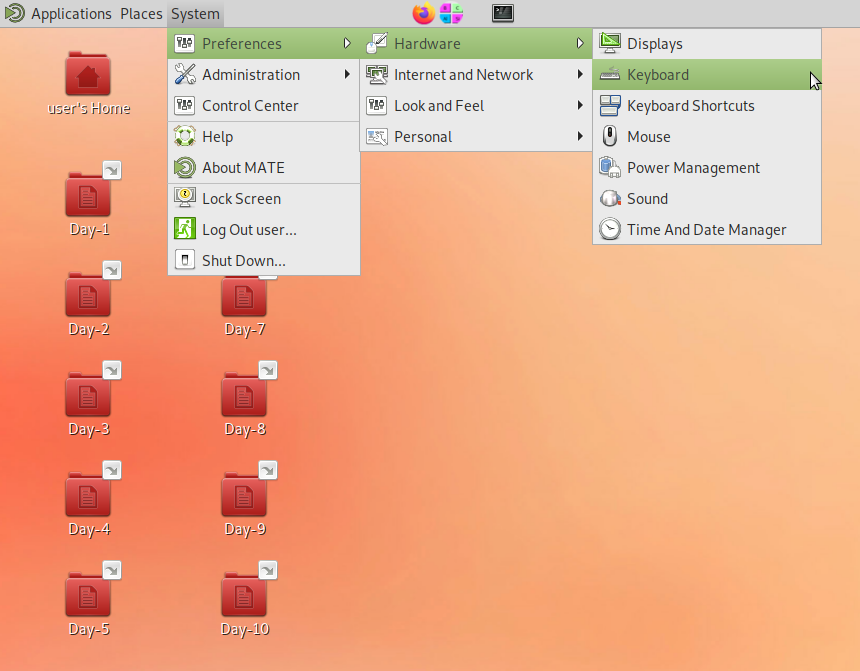 Applications Places System
Preferences
Administration
Control Center
Help
About MATE
Lock Screen
Log Out user...
Shut Down...
Hardware
Internet and Network
Look and Feel
Personal
Displays
Keyboard
Keyboard Shortcuts
Mouse
Power Management
Sound
Time And Date Manager
user's Home
Day-1
Day-2
Day-3
Day-4
Day-5
Day-7
Day-8
Day-9
Day-10